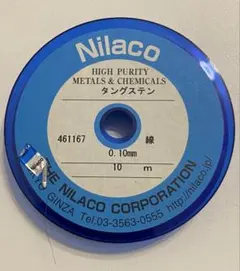 Nilaco
HIGH PURITY
METALS & CHEMICALS
タングステン
461167 線
0.10mm
10 m
THE NILACO CORPORATION
GINZA Tel.03-3563-0555 http://nilaco.jp/